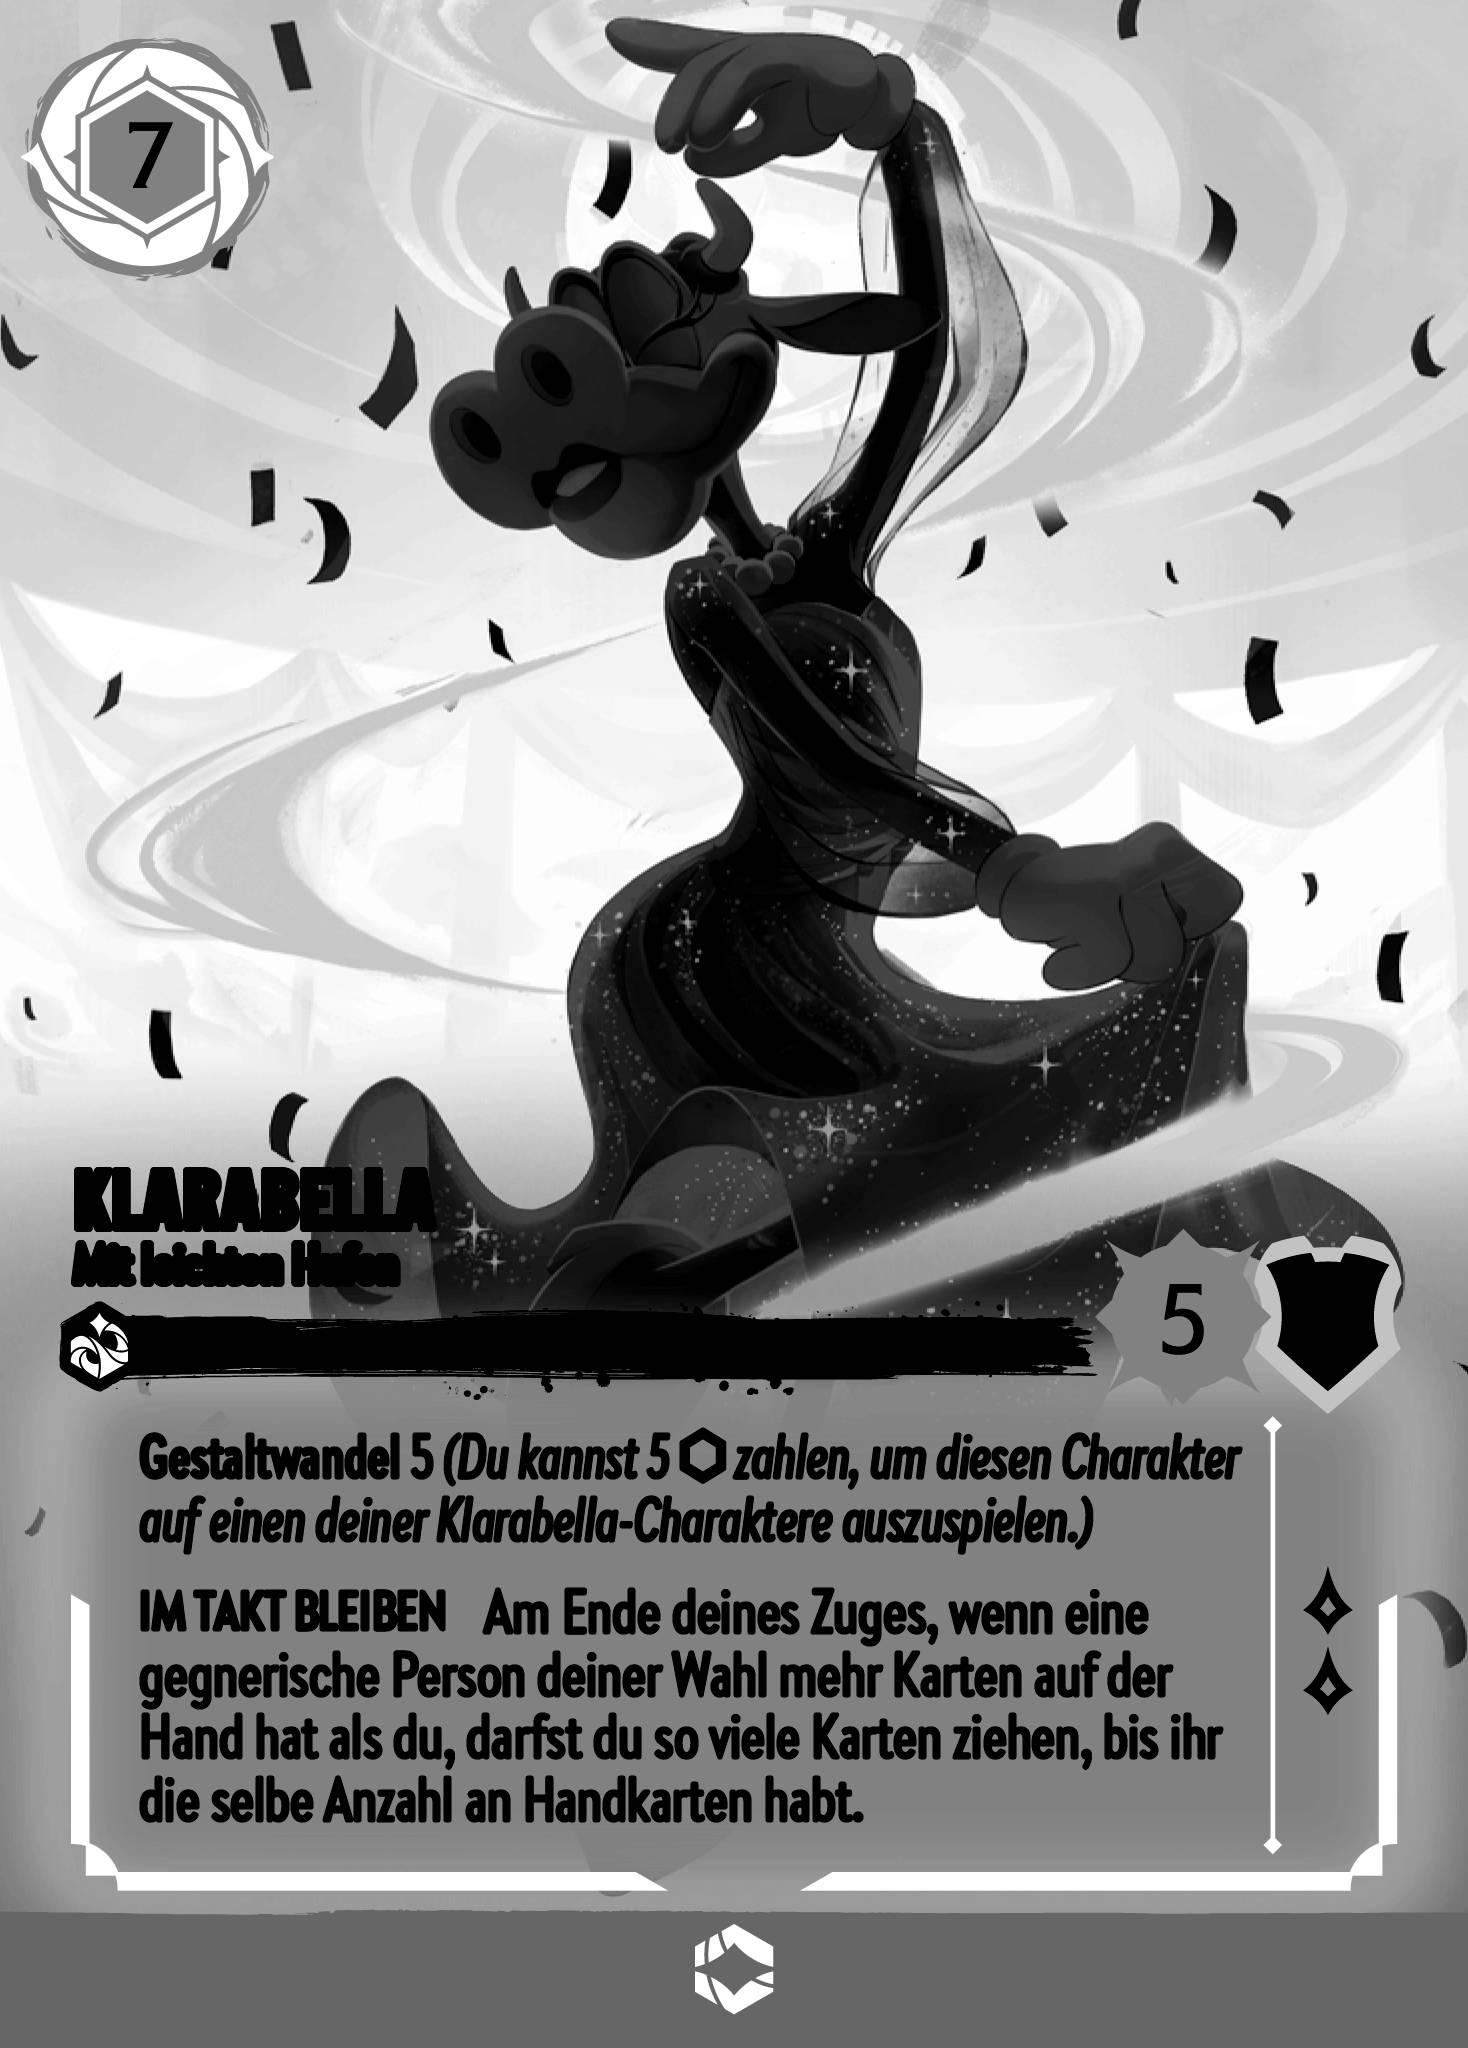 7
KLARABELLA
Mit leichten Hufen
5
Gestaltwandel 5 (Du kannst 5 zahlen, um diesen Charakter
auf einen deiner Klarabella-Charaktere auszuspielen.)
IM TAKT BLEIBEN Am Ende deines Zuges, wenn eine
gegnerische Person deiner Wahl mehr Karten auf der
Hand hat als du, darfst du so viele Karten ziehen, bis ihr
die selbe Anzahl an Handkarten habt.